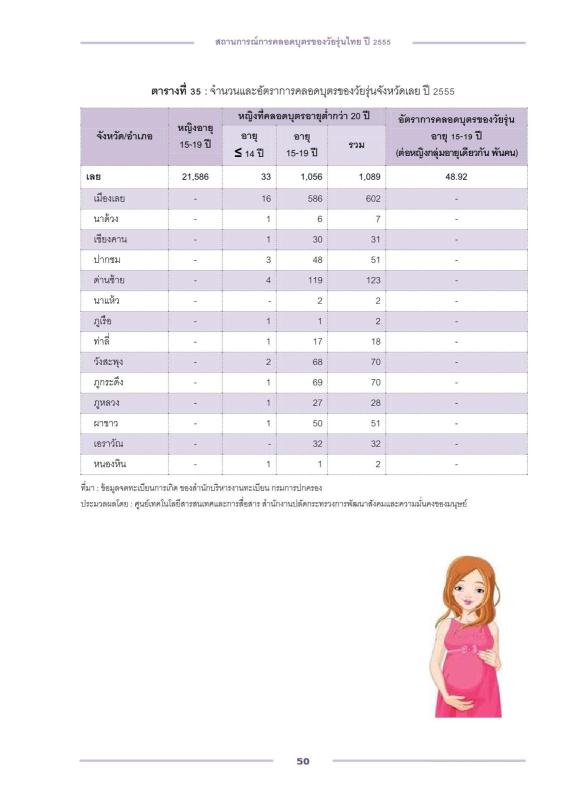 สถานการณ์การคลอดบุตรของวัยรุ่นไทย ปี 2555
ตารางที่ 35 : จำนวนและอัตราการคลอดบุตรของวัยรุ่นจังหวัดเลย ปี 2555
จังหวัด/อำเภอ หญิงอายุ 15-19 ปี หญิงที่คลอดบุตรอายุต่ำกว่า 20 ปี อัตราการคลอดบุตรของวัยรุ่น อายุ 15-19 ปี (ต่อหญิงกลุ่มอายุเดียวกัน พันคน)
อายุ ≤ 14 ปี อายุ 15-19 ปี รวม
เลย 21,586 33 1,056 1,089 48.92
เมืองเลย - 16 586 602 -
นาด้วง - 1 6 7 -
เชียงคาน - 1 30 31 -
ปากชม - 3 48 51 -
ด่านซ้าย - 4 119 123 -
นาแห้ว - - 2 2 -
ภูเรือ - 1 1 2 -
ท่าลี่ - 1 17 18 -
วังสะพุง - 2 68 70 -
ภูกระดึง - 1 69 70 -
ภูหลวง - 1 27 28 -
ผาขาว - 1 50 51 -
เอราวัณ - - 32 32 -
หนองหิน - 1 1 2 -
ที่มา : ข้อมูลจดทะเบียนการเกิด ของสำนักบริหารงานทะเบียน กรมการปกครอง
ประมวลผลโดย : ศูนย์เทคโนโลยีสารสนเทศและการสื่อสาร สำนักงานปลัดกระทรวงการพัฒนาสังคมและความมั่นคงของมนุษย์
50